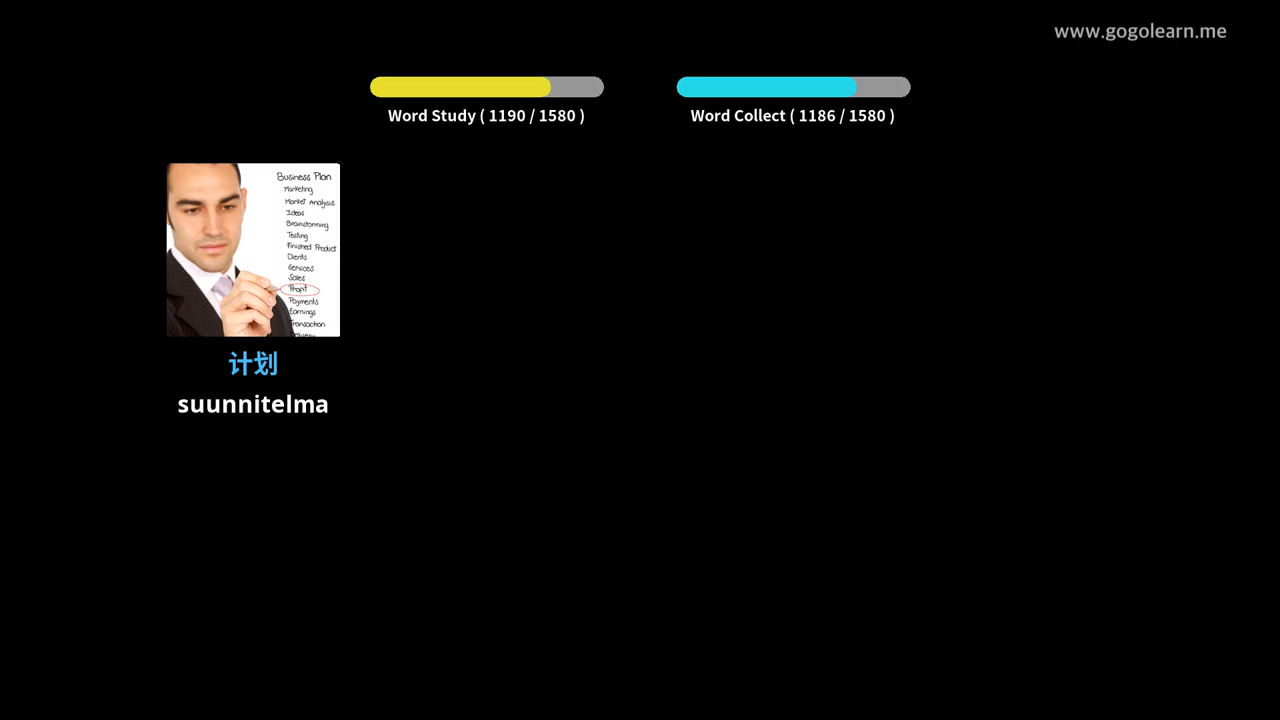 www.gogolearn.me
Word Study ( 1190 / 1580 )
Word Collect ( 1186 / 1580 )
Business Plan
Marketing
Market Analysis
Ideas
Brainstorming
Testing
Finished Product
Clients
Services
Sales
Profit
Payments
Earnings
Transaction
计划
suunnitelma